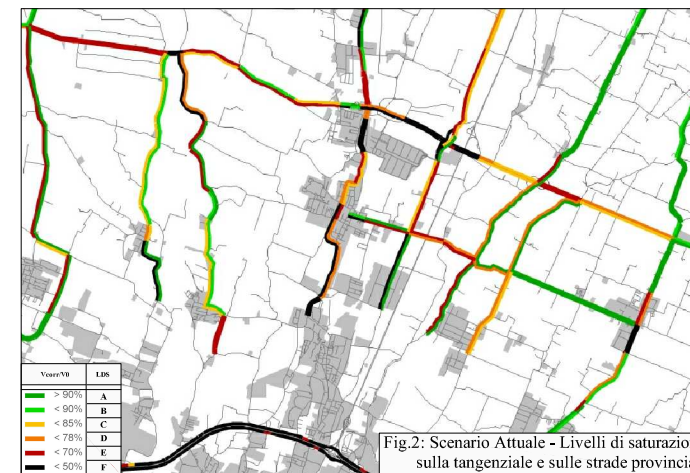 Vcorr/V0 LDS
> 90% A
< 90% B
< 85% C
< 78% D
< 70% E
< 50% F
Fig.2: Scenario Attuale - Livelli di saturazio
sulla tangenziale e sulle strade provincia